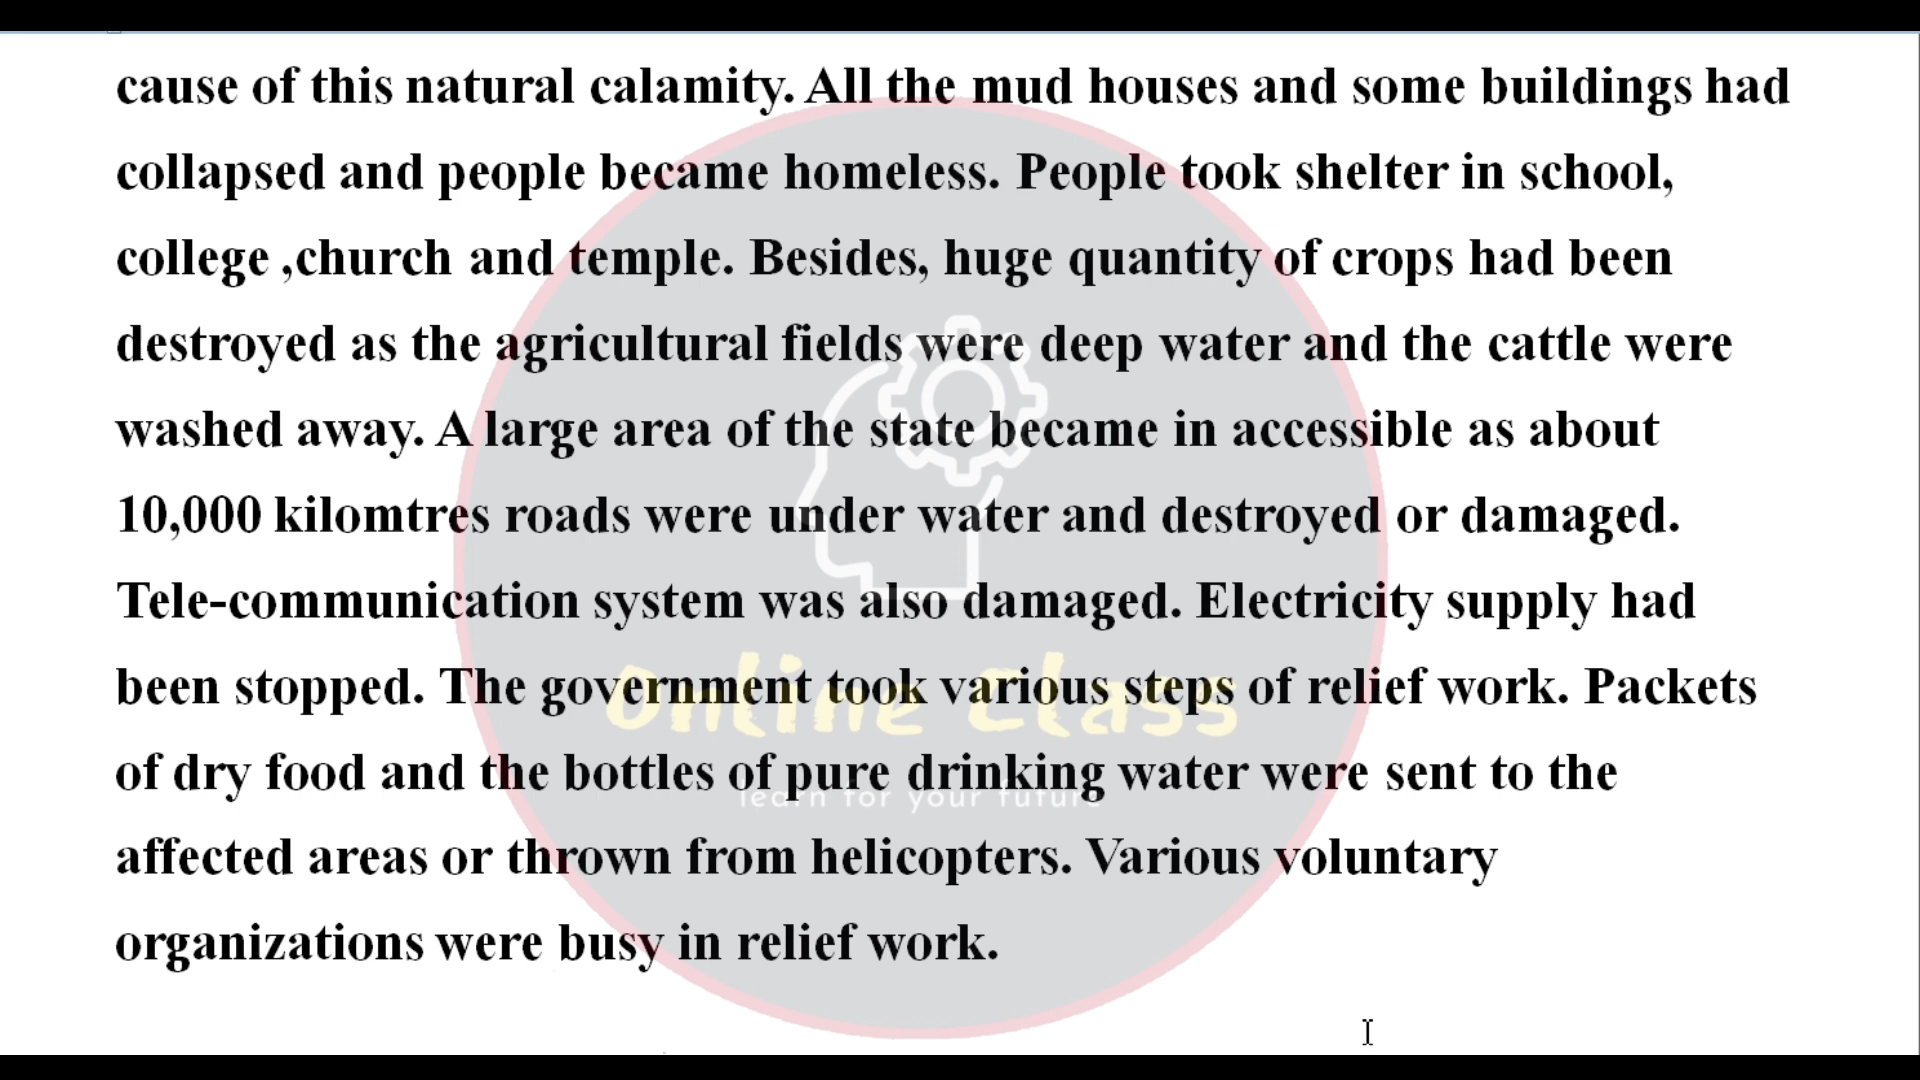 cause of this natural calamity. All the mud houses and some buildings had
collapsed and people became homeless. People took shelter in school,
college ,church and temple. Besides, huge quantity of crops had been
destroyed as the agricultural fields were deep water and the cattle were
washed away. A large area of the state became in accessible as about
10,000 kilomtres roads were under water and destroyed or damaged.
Tele-communication system was also damaged. Electricity supply had
been stopped. The government took various steps of relief work. Packets
Online Class
of dry food and the bottles of pure drinking water were sent to the
learn for your future
affected areas or thrown from helicopters. Various voluntary
organizations were busy in relief work.